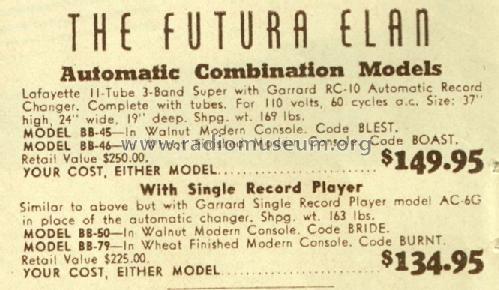 THE FUTURA ELAN
Automatic Combination Models
Lafayette 11-Tube 3-Band Super with Garrard RC-10 Automatic Record
Changer. Complete with tubes. For 110 volts, 60 cycles a.c. Size: 37"
high, 24" wide, 19" deep. Shpg. wt. 169 lbs.
MODEL BB-45—In Walnut Modern Console. Code BLEST.
MODEL BB-46—In Wheat Finished Modern Console. Code BOAST.
www.radiomuseum.org
Retail Value $250.00.
YOUR COST, EITHER MODEL.................... $149.95
With Single Record Player
Similar to above but with Garrard Single Record Player model AC-6G
in place of the automatic changer. Shpg. wt. 163 lbs.
MODEL BB-50—In Walnut Modern Console. Code BRIDE.
MODEL BB-79—In Wheat Finished Modern Console. Code BURNT.
Retail Value $225.00.
YOUR COST, EITHER MODEL.................... $134.95